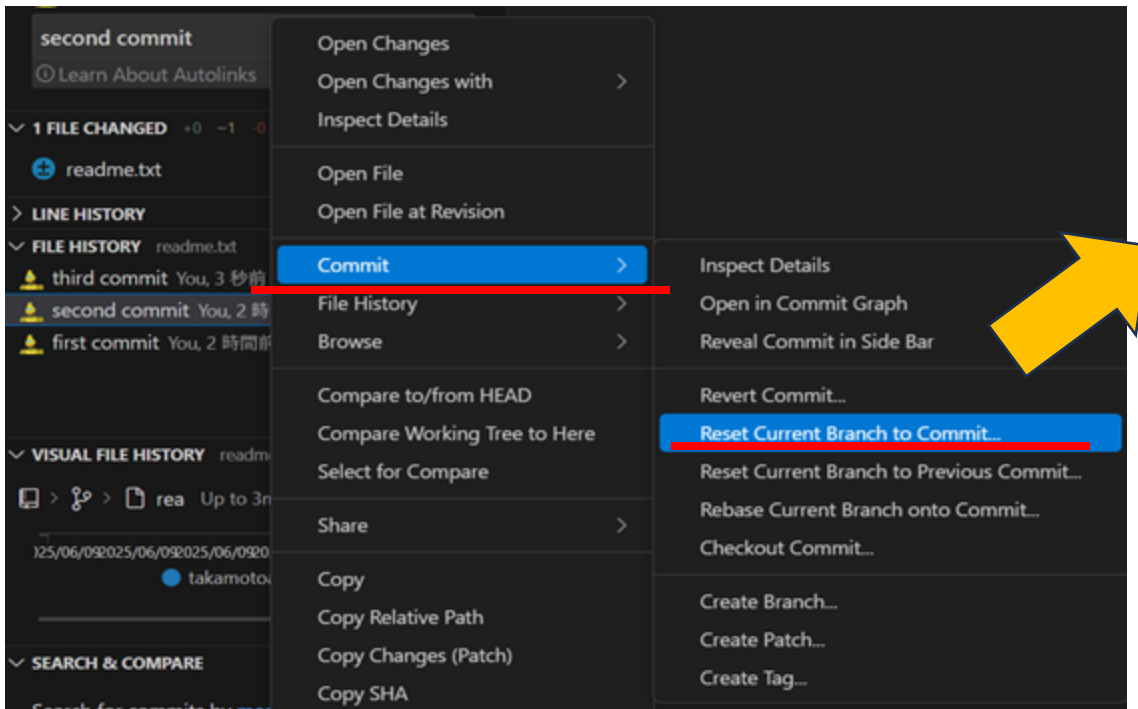 second commit
Learn About Autolinks
1 FILE CHANGED +0 ~1 -0
readme.txt
LINE HISTORY
FILE HISTORY readme.txt
third commit You, 3 秒前
second commit You, 2 時
first commit You, 2 時間前
VISUAL FILE HISTORY readm
rea Up to 3m
takamoto
SEARCH & COMPARE
Open Changes
Open Changes with
Inspect Details
Open File
Open File at Revision
Commit
File History
Browse
Compare to/from HEAD
Compare Working Tree to Here
Select for Compare
Share
Copy
Copy Relative Path
Copy Changes (Patch)
Copy SHA
Inspect Details
Open in Commit Graph
Reveal Commit in Side Bar
Revert Commit...
Reset Current Branch to Commit...
Reset Current Branch to Previous Commit...
Rebase Current Branch onto Commit...
Checkout Commit...
Create Branch...
Create Patch...
Create Tag...